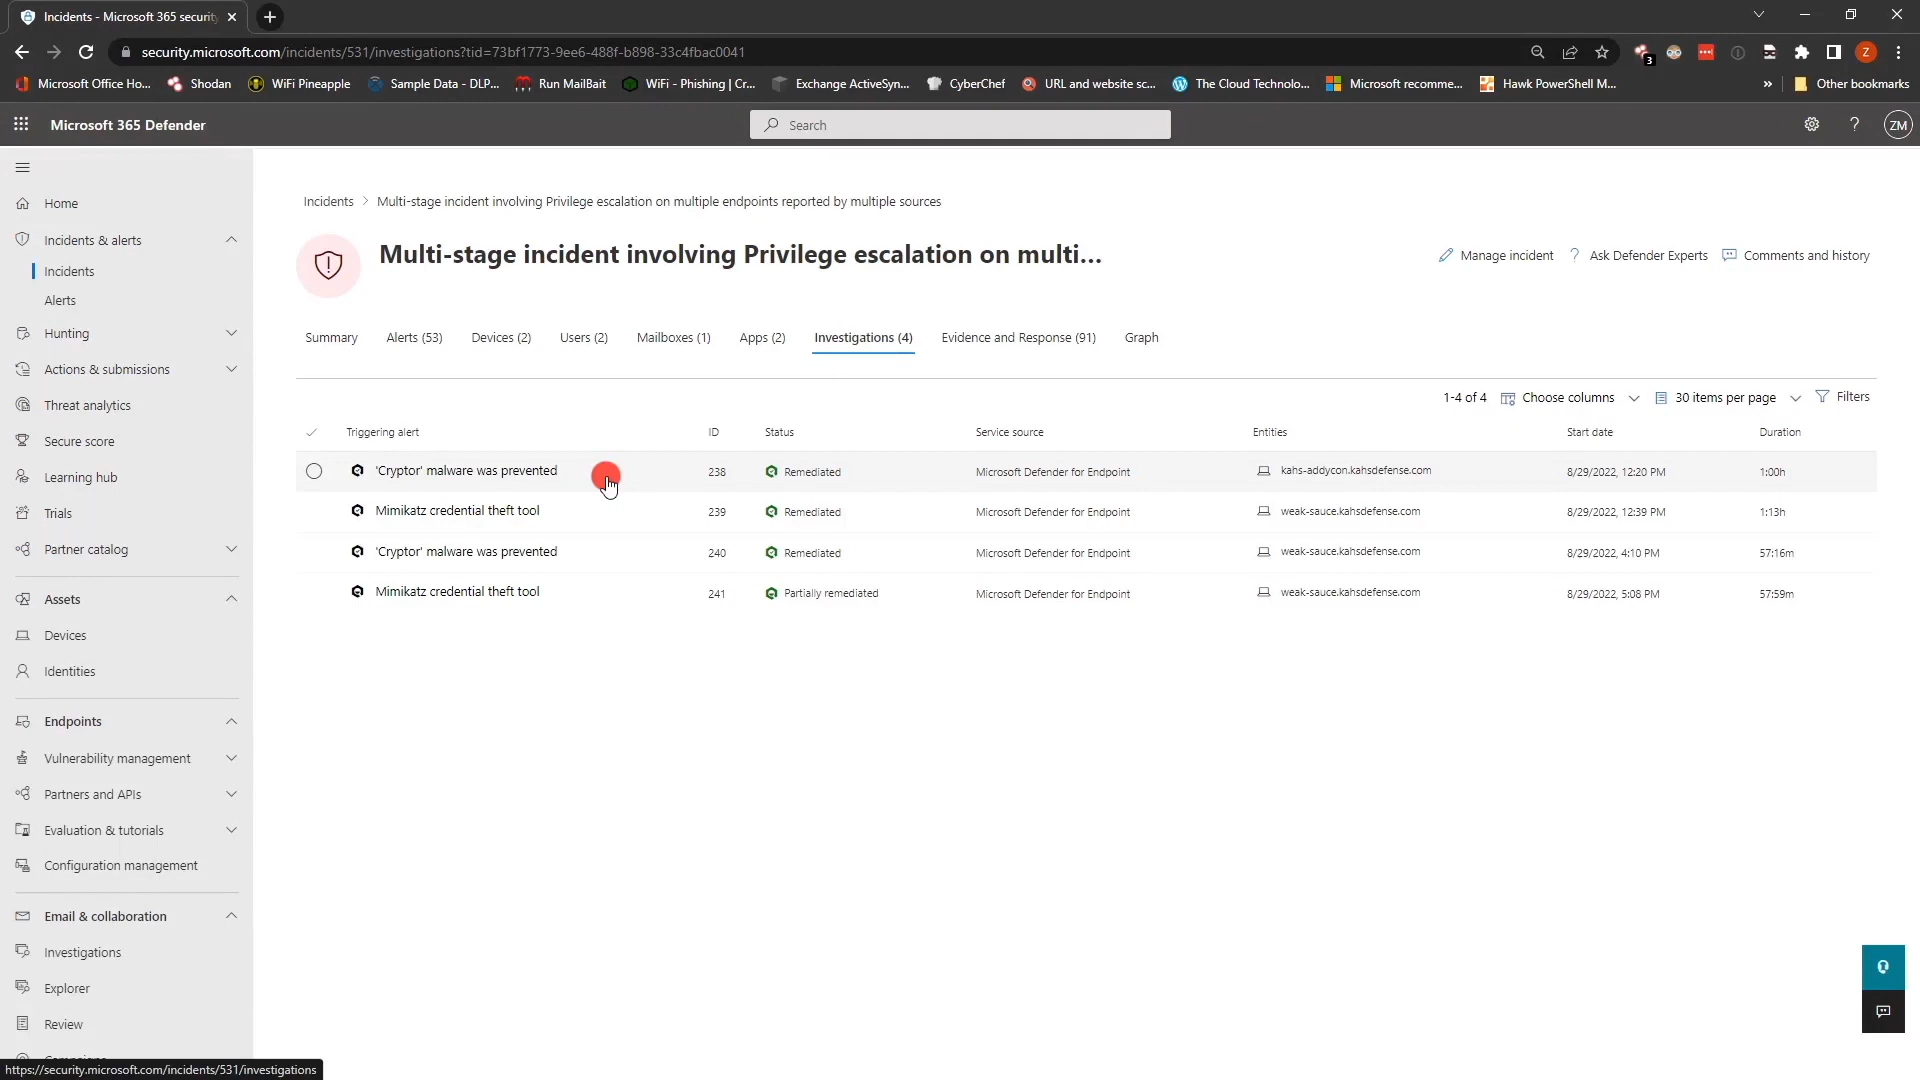 Incidents - Microsoft 365 security
security.microsoft.com/incidents/531/investigations?tid=73bf1773-9ee6-488f-b898-33c4fbac0041
3
Z
Microsoft Office Ho...
Shodan
WiFi Pineapple
Sample Data - DLP...
Run MailBait
WiFi - Phishing | Cr...
Exchange ActiveSyn...
CyberChef
URL and website sc...
The Cloud Technolo...
Microsoft recomme...
Hawk PowerShell M...
»
Other bookmarks
Microsoft 365 Defender
Search
?
ZM
Home
Incidents & alerts
Incidents
Alerts
Hunting
Actions & submissions
Threat analytics
Secure score
Learning hub
Trials
Partner catalog
Assets
Devices
Identities
Endpoints
Vulnerability management
Partners and APIs
Evaluation & tutorials
Configuration management
Email & collaboration
Investigations
Explorer
Review
https://security.microsoft.com/incidents/531/investigations
Incidents > Multi-stage incident involving Privilege escalation on multiple endpoints reported by multiple sources
Multi-stage incident involving Privilege escalation on multi...
Manage incident
? Ask Defender Experts
Comments and history
Summary Alerts (53) Devices (2) Users (2) Mailboxes (1) Apps (2) Investigations (4) Evidence and Response (91) Graph
1-4 of 4 Choose columns 30 items per page Filters
Triggering alert ID Status Service source Entities Start date Duration
'Cryptor' malware was prevented 238 Remediated Microsoft Defender for Endpoint kahs-addycon.kahsdefense.com 8/29/2022, 12:20 PM 1:00h
Mimikatz credential theft tool 239 Remediated Microsoft Defender for Endpoint weak-sauce.kahsdefense.com 8/29/2022, 12:39 PM 1:13h
'Cryptor' malware was prevented 240 Remediated Microsoft Defender for Endpoint weak-sauce.kahsdefense.com 8/29/2022, 4:10 PM 57:16m
Mimikatz credential theft tool 241 Partially remediated Microsoft Defender for Endpoint weak-sauce.kahsdefense.com 8/29/2022, 5:08 PM 57:59m